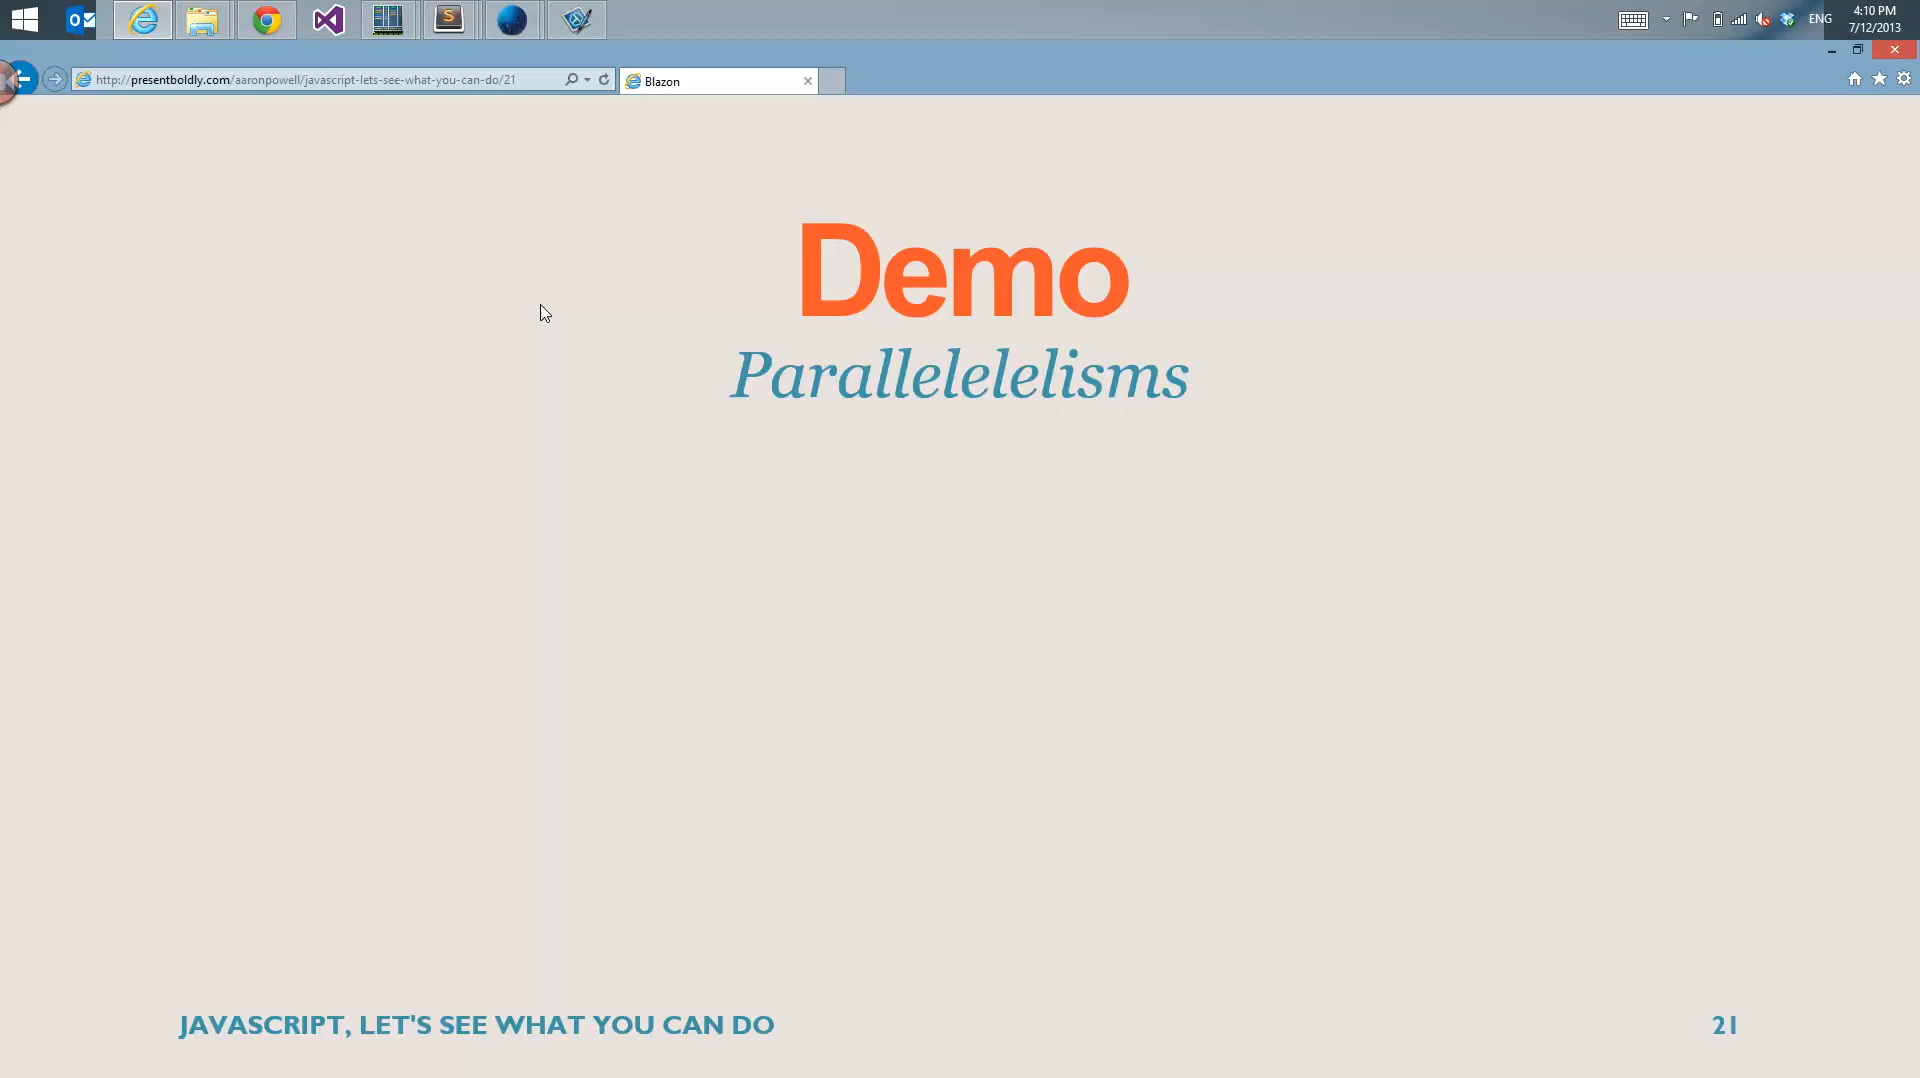 ENG
4:10 PM
7/12/2013
http://presentboldly.com/aaronpowell/javascript-lets-see-what-you-can-do/21
Blazon
Demo
Parallelelelisms
JAVASCRIPT, LET'S SEE WHAT YOU CAN DO
21